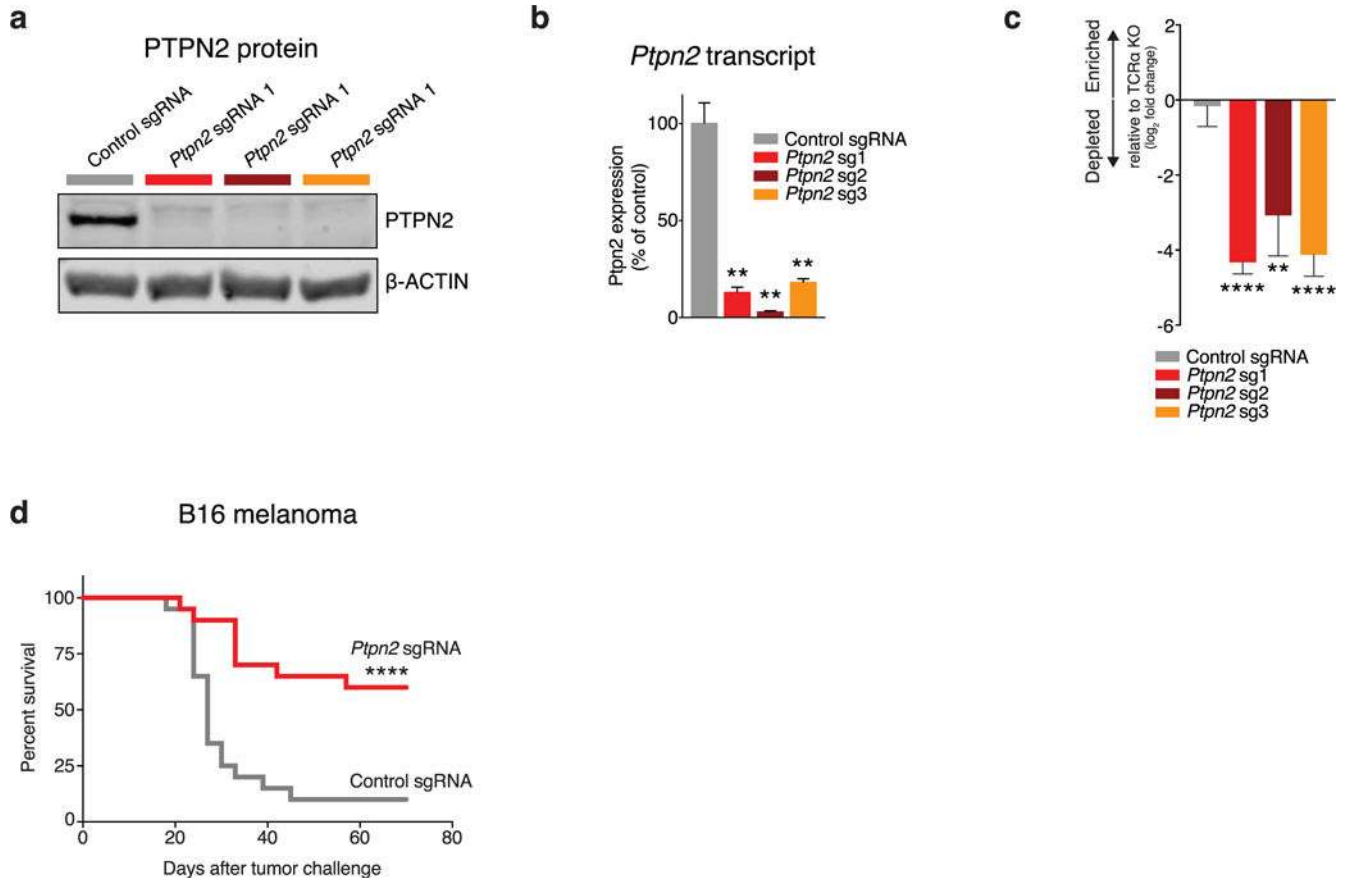 a
PTPN2 protein
Control sgRNA
Ptpn2 sgRNA 1
Ptpn2 sgRNA 1
Ptpn2 sgRNA 1
PTPN2
β-ACTIN
b
Ptpn2 transcript
Ptpn2 expression
(% of control)
100
50
0
**
**
**
Control sgRNA
Ptpn2 sg1
Ptpn2 sg2
Ptpn2 sg3
c
Depleted
Enriched
relative to TCRα KO
(log2 fold change)
2
0
-2
-4
-6
****
**
****
Control sgRNA
Ptpn2 sg1
Ptpn2 sg2
Ptpn2 sg3
d
B16 melanoma
Percent survival
100
75
50
25
0
Ptpn2 sgRNA
****
Control sgRNA
0
20
40
60
80
Days after tumor challenge